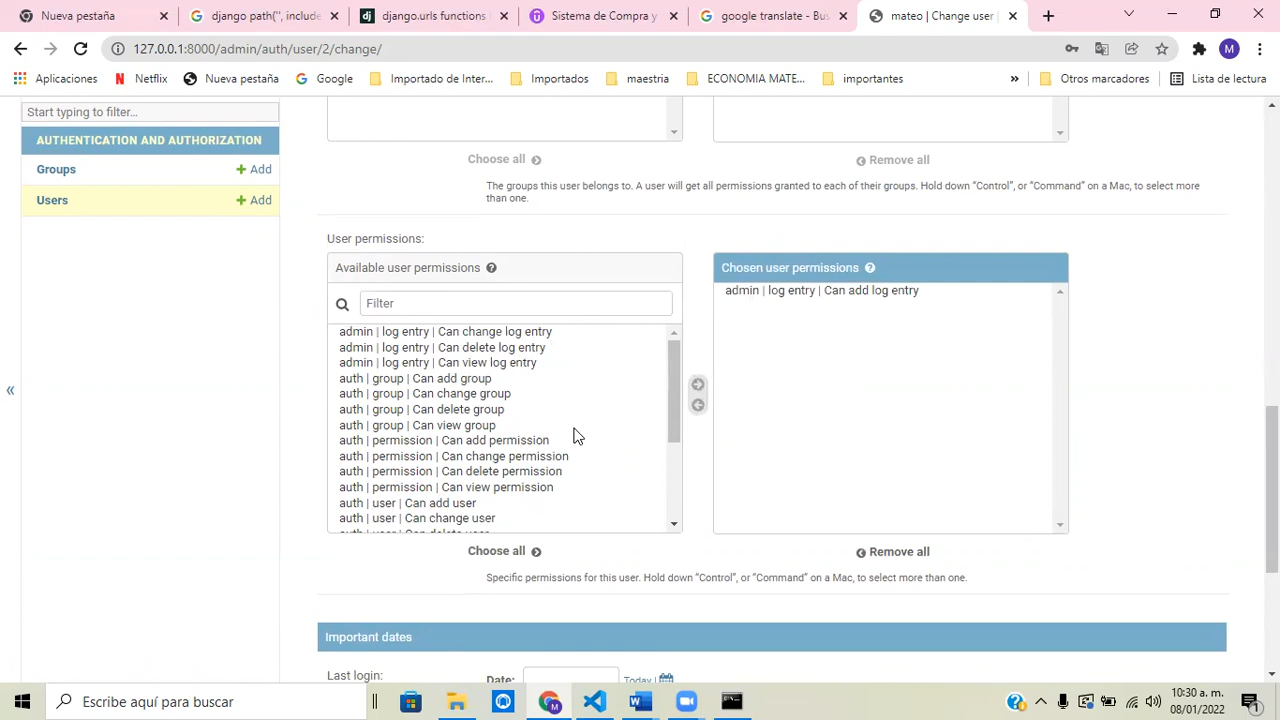 Nueva pestaña
django path('', include
django.urls functions
Sistema de Compra y
google translate - Bus
mateo | Change user |
127.0.0.1:8000/admin/auth/user/2/change/
M
Aplicaciones
Netflix
Nueva pestaña
Google
Importado de Inter...
Importados
maestria
ECONOMIA MATE...
importantes
»
Otros marcadores
Lista de lectura
Start typing to filter...
AUTHENTICATION AND AUTHORIZATION
Groups
+ Add
Users
+ Add
«
Choose all
Remove all
The groups this user belongs to. A user will get all permissions granted to each of their groups. Hold down “Control”, or “Command” on a Mac, to select more
than one.
User permissions:
Available user permissions ?
Filter
admin | log entry | Can change log entry
admin | log entry | Can delete log entry
admin | log entry | Can view log entry
auth | group | Can add group
auth | group | Can change group
auth | group | Can delete group
auth | group | Can view group
auth | permission | Can add permission
auth | permission | Can change permission
auth | permission | Can delete permission
auth | permission | Can view permission
auth | user | Can add user
auth | user | Can change user
auth | user | Can delete user
Choose all
Chosen user permissions ?
admin | log entry | Can add log entry
Remove all
Specific permissions for this user. Hold down “Control”, or “Command” on a Mac, to select more than one.
Important dates
Last login:
Date:
Today |
Escribe aquí para buscar
10:30 a. m.
08/01/2022